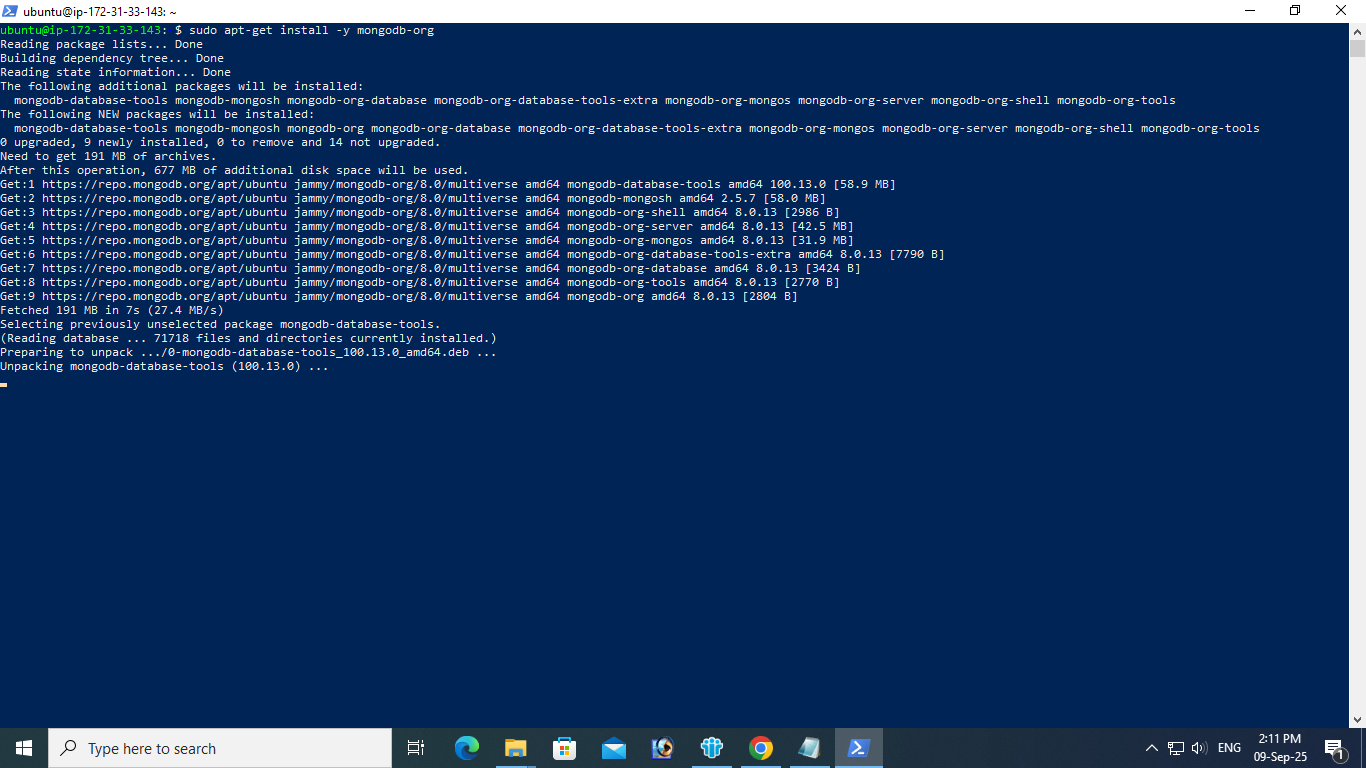 ubuntu@ip-172-31-33-143: ~
ubuntu@ip-172-31-33-143: $ sudo apt-get install -y mongodb-org
Reading package lists... Done
Building dependency tree... Done
Reading state information... Done
The following additional packages will be installed:
  mongodb-database-tools mongodb-mongosh mongodb-org-database mongodb-org-database-tools-extra mongodb-org-mongos mongodb-org-server mongodb-org-shell mongodb-org-tools
The following NEW packages will be installed:
  mongodb-database-tools mongodb-mongosh mongodb-org mongodb-org-database mongodb-org-database-tools-extra mongodb-org-mongos mongodb-org-server mongodb-org-shell mongodb-org-tools
0 upgraded, 9 newly installed, 0 to remove and 14 not upgraded.
Need to get 191 MB of archives.
After this operation, 677 MB of additional disk space will be used.
Get:1 https://repo.mongodb.org/apt/ubuntu jammy/mongodb-org/8.0/multiverse amd64 mongodb-database-tools amd64 100.13.0 [58.9 MB]
Get:2 https://repo.mongodb.org/apt/ubuntu jammy/mongodb-org/8.0/multiverse amd64 mongodb-mongosh amd64 2.5.7 [58.0 MB]
Get:3 https://repo.mongodb.org/apt/ubuntu jammy/mongodb-org/8.0/multiverse amd64 mongodb-org-shell amd64 8.0.13 [2986 B]
Get:4 https://repo.mongodb.org/apt/ubuntu jammy/mongodb-org/8.0/multiverse amd64 mongodb-org-server amd64 8.0.13 [42.5 MB]
Get:5 https://repo.mongodb.org/apt/ubuntu jammy/mongodb-org/8.0/multiverse amd64 mongodb-org-mongos amd64 8.0.13 [31.9 MB]
Get:6 https://repo.mongodb.org/apt/ubuntu jammy/mongodb-org/8.0/multiverse amd64 mongodb-org-database-tools-extra amd64 8.0.13 [7790 B]
Get:7 https://repo.mongodb.org/apt/ubuntu jammy/mongodb-org/8.0/multiverse amd64 mongodb-org-database amd64 8.0.13 [3424 B]
Get:8 https://repo.mongodb.org/apt/ubuntu jammy/mongodb-org/8.0/multiverse amd64 mongodb-org-tools amd64 8.0.13 [2770 B]
Get:9 https://repo.mongodb.org/apt/ubuntu jammy/mongodb-org/8.0/multiverse amd64 mongodb-org amd64 8.0.13 [2804 B]
Fetched 191 MB in 7s (27.4 MB/s)
Selecting previously unselected package mongodb-database-tools.
(Reading database ... 71718 files and directories currently installed.)
Preparing to unpack .../0-mongodb-database-tools_100.13.0_amd64.deb ...
Unpacking mongodb-database-tools (100.13.0) ...
Type here to search
ENG
2:11 PM
09-Sep-25
1